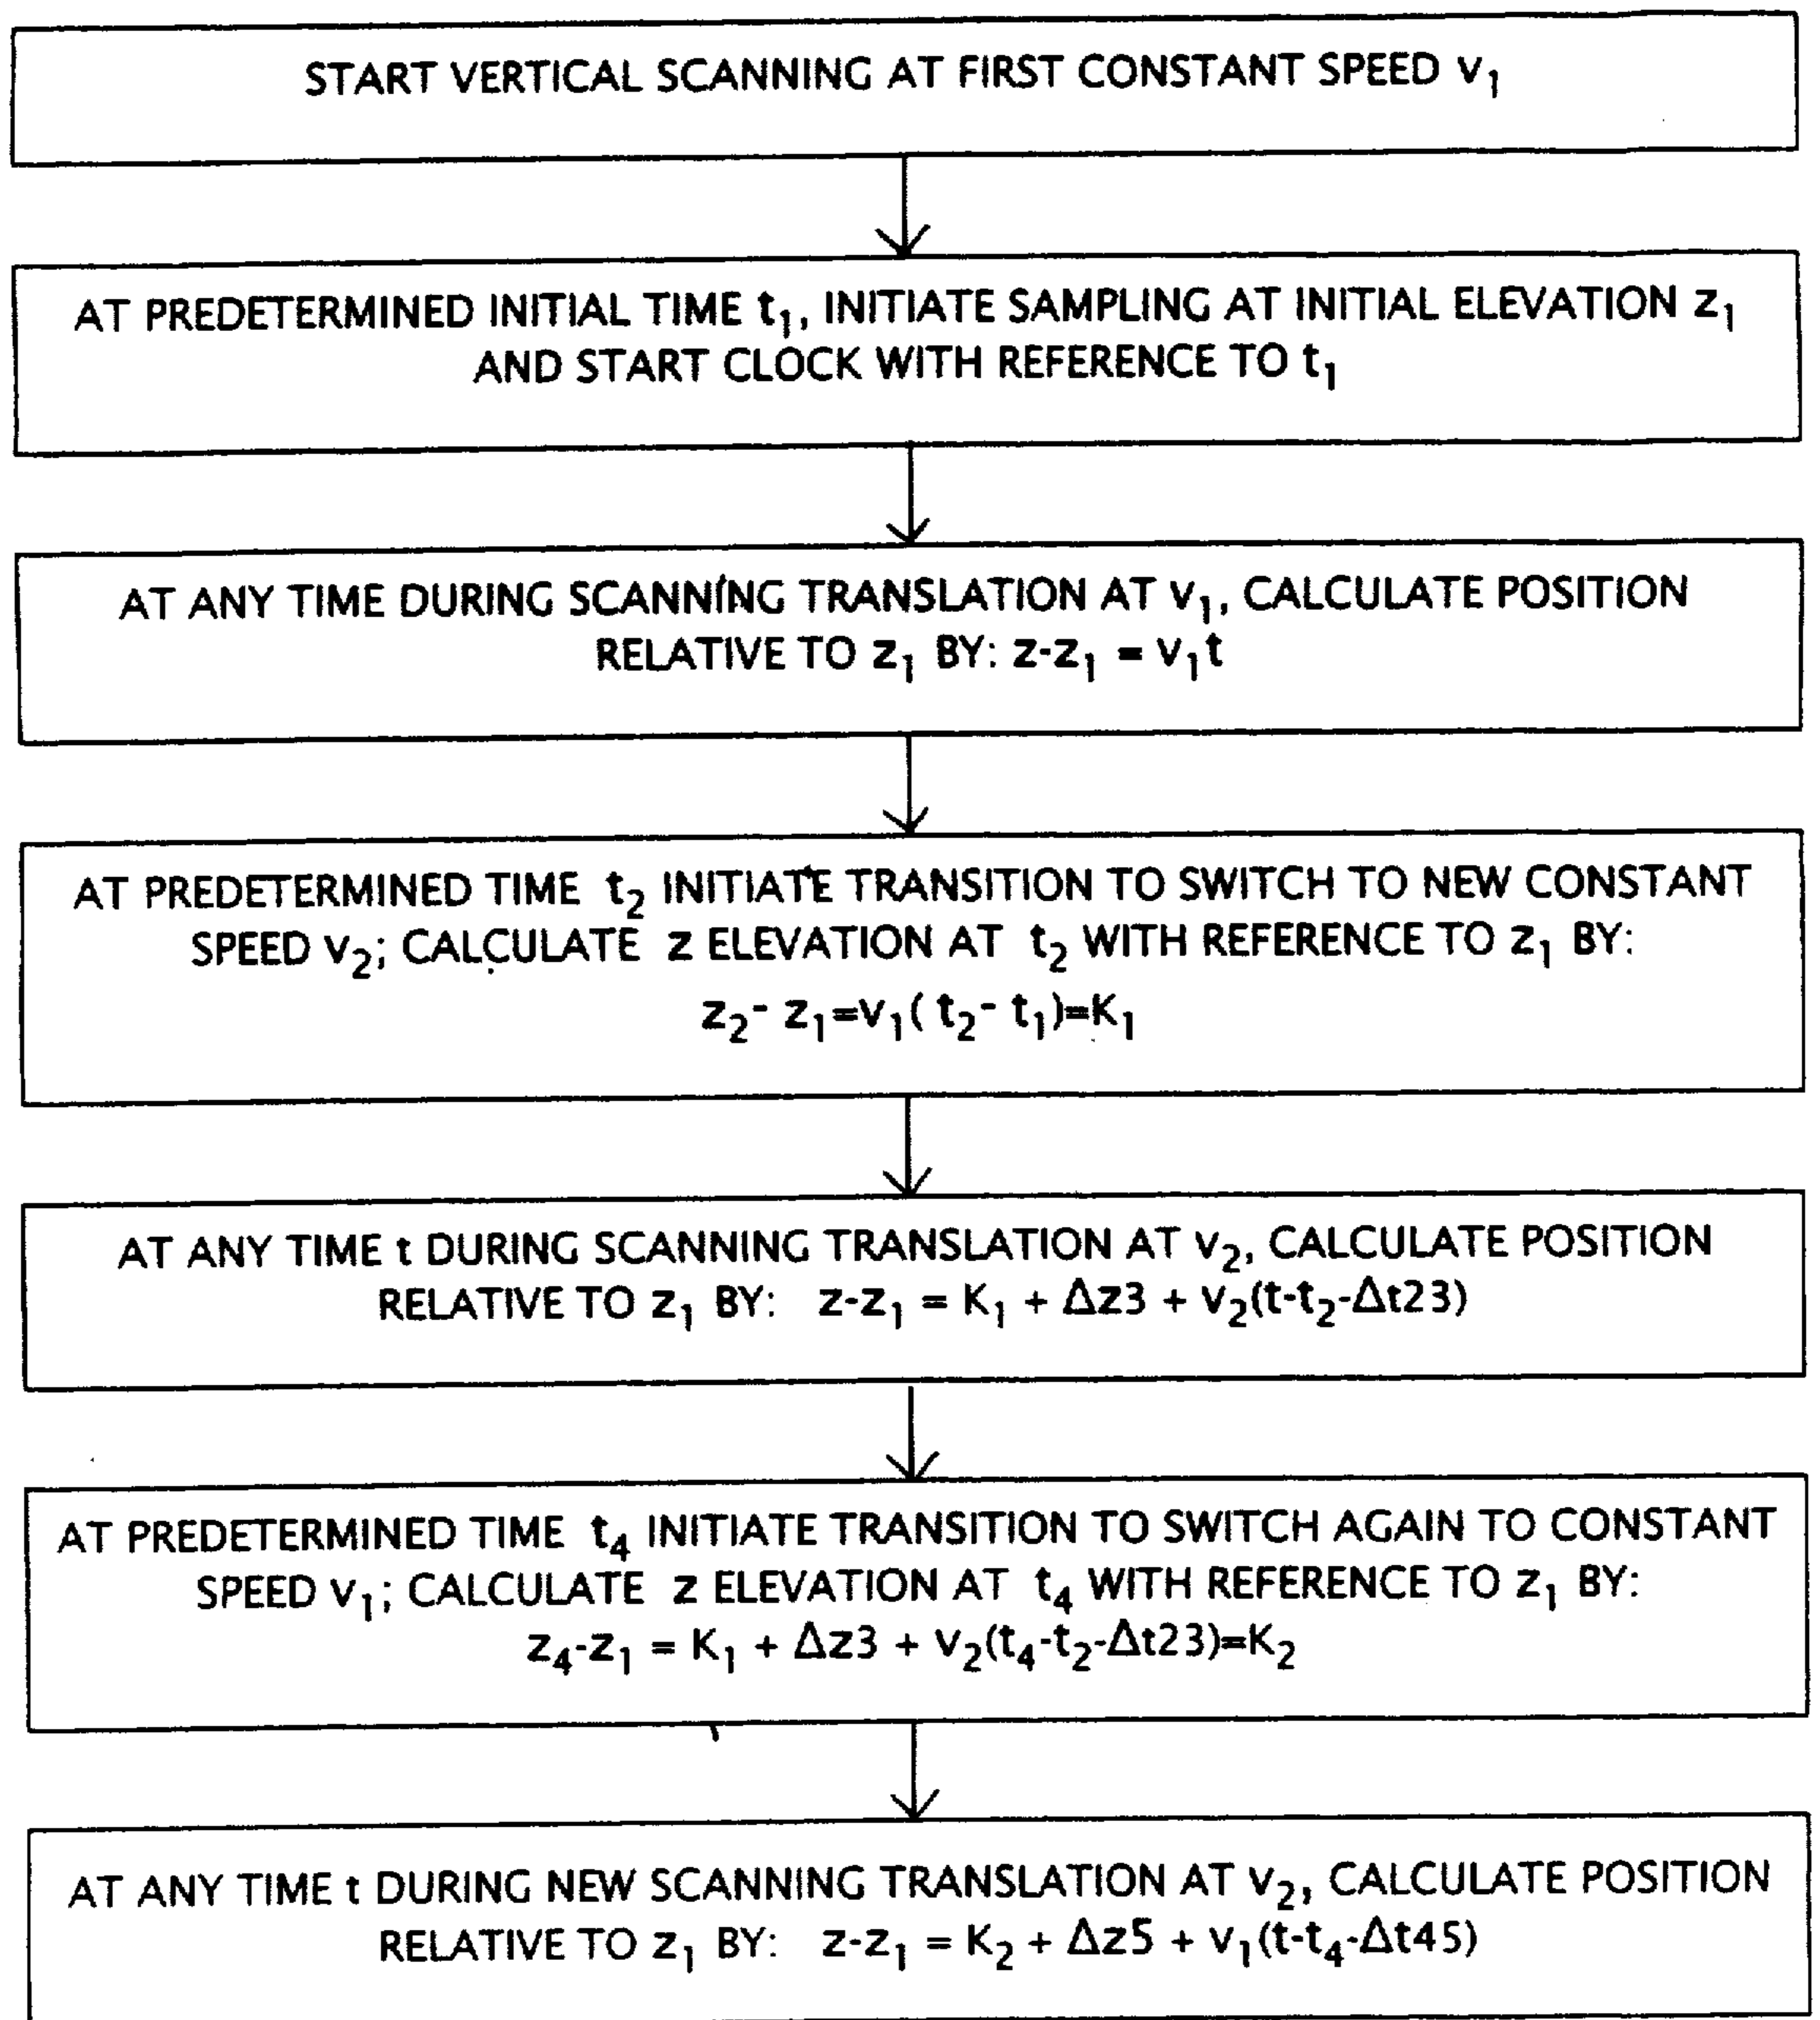 START VERTICAL SCANNING AT FIRST CONSTANT SPEED v₁
AT PREDETERMINED INITIAL TIME t₁, INITIATE SAMPLING AT INITIAL ELEVATION z₁
AND START CLOCK WITH REFERENCE TO t₁
AT ANY TIME DURING SCANNING TRANSLATION AT v₁, CALCULATE POSITION
RELATIVE TO z₁ BY: z-z₁ = v₁t
AT PREDETERMINED TIME t₂ INITIATE TRANSITION TO SWITCH TO NEW CONSTANT
SPEED v₂; CALCULATE z ELEVATION AT t₂ WITH REFERENCE TO z₁ BY:
z₂- z₁=v₁( t₂- t₁)=K₁
AT ANY TIME t DURING SCANNING TRANSLATION AT v₂, CALCULATE POSITION
RELATIVE TO z₁ BY: z-z₁ = K₁ + Δz3 + v₂(t-t₂-Δt23)
AT PREDETERMINED TIME t₄ INITIATE TRANSITION TO SWITCH AGAIN TO CONSTANT
SPEED v₁; CALCULATE z ELEVATION AT t₄ WITH REFERENCE TO z₁ BY:
z₄-z₁ = K₁ + Δz3 + v₂(t₄-t₂-Δt23)=K₂
AT ANY TIME t DURING NEW SCANNING TRANSLATION AT v₂, CALCULATE POSITION
RELATIVE TO z₁ BY: z-z₁ = K₂ + Δz5 + v₁(t-t₄-Δt45)